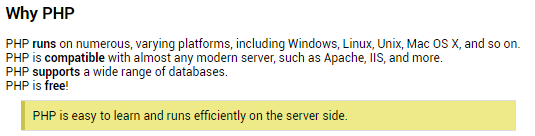 Why PHP
PHP runs on numerous, varying platforms, including Windows, Linux, Unix, Mac OS X, and so on.
PHP is compatible with almost any modern server, such as Apache, IIS, and more.
PHP supports a wide range of databases.
PHP is free!
PHP is easy to learn and runs efficiently on the server side.